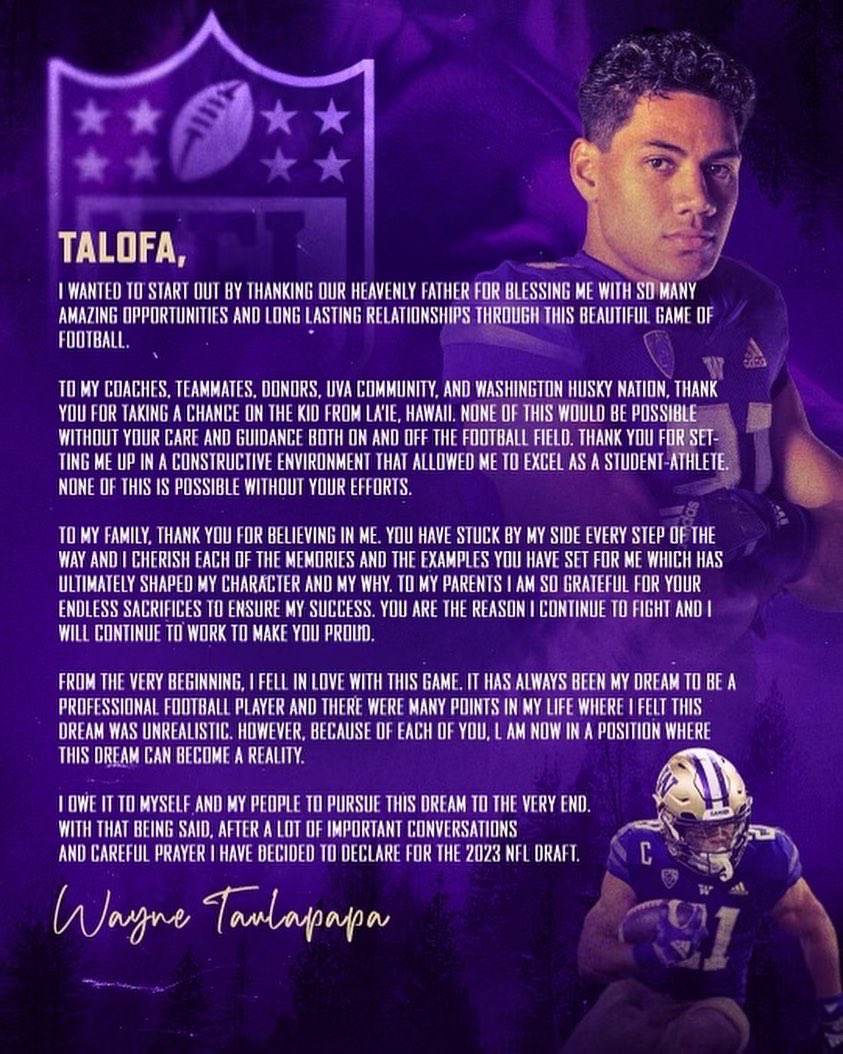 NFL
TALOFA,
I WANTED TO START OUT BY THANKING OUR HEAVENLY FATHER FOR BLESSING ME WITH SO MANY
AMAZING OPPORTUNITIES AND LONG LASTING RELATIONSHIPS THROUGH THIS BEAUTIFUL GAME OF
FOOTBALL.
TO MY COACHES, TEAMMATES, DONORS, UVA COMMUNITY, AND WASHINGTON HUSKY NATION, THANK
YOU FOR TAKING A CHANCE ON THE KID FROM LA'IE, HAWAII. NONE OF THIS WOULD BE POSSIBLE
WITHOUT YOUR CARE AND GUIDANCE BOTH ON AND OFF THE FOOTBALL FIELD. THANK YOU FOR SET-
TING ME UP IN A CONSTRUCTIVE ENVIRONMENT THAT ALLOWED ME TO EXCEL AS A STUDENT-ATHLETE.
NONE OF THIS IS POSSIBLE WITHOUT YOUR EFFORTS.
TO MY FAMILY, THANK YOU FOR BELIEVING IN ME. YOU HAVE STUCK BY MY SIDE EVERY STEP OF THE
WAY AND I CHERISH EACH OF THE MEMORIES AND THE EXAMPLES YOU HAVE SET FOR ME WHICH HAS
ULTIMATELY SHAPED MY CHARACTER AND MY WHY. TO MY PARENTS I AM SO GRATEFUL FOR YOUR
ENDLESS SACRIFICES TO ENSURE MY SUCCESS. YOU ARE THE REASON I CONTINUE TO FIGHT AND I
WILL CONTINUE TO WORK TO MAKE YOU PROUD.
FROM THE VERY BEGINNING, I FELL IN LOVE WITH THIS GAME. IT HAS ALWAYS BEEN MY DREAM TO BE A
PROFESSIONAL FOOTBALL PLAYER AND THERE WERE MANY POINTS IN MY LIFE WHERE I FELT THIS
DREAM WAS UNREALISTIC. HOWEVER, BECAUSE OF EACH OF YOU, L AM NOW IN A POSITION WHERE
THIS DREAM CAN BECOME A REALITY.
I OWE IT TO MYSELF AND MY PEOPLE TO PURSUE THIS DREAM TO THE VERY END.
WITH THAT BEING SAID, AFTER A LOT OF IMPORTANT CONVERSATIONS
AND CAREFUL PRAYER I HAVE DECIDED TO DECLARE FOR THE 2023 NFL DRAFT.
Wayne Taulapapa
W
21
adidas
W
C
W
21